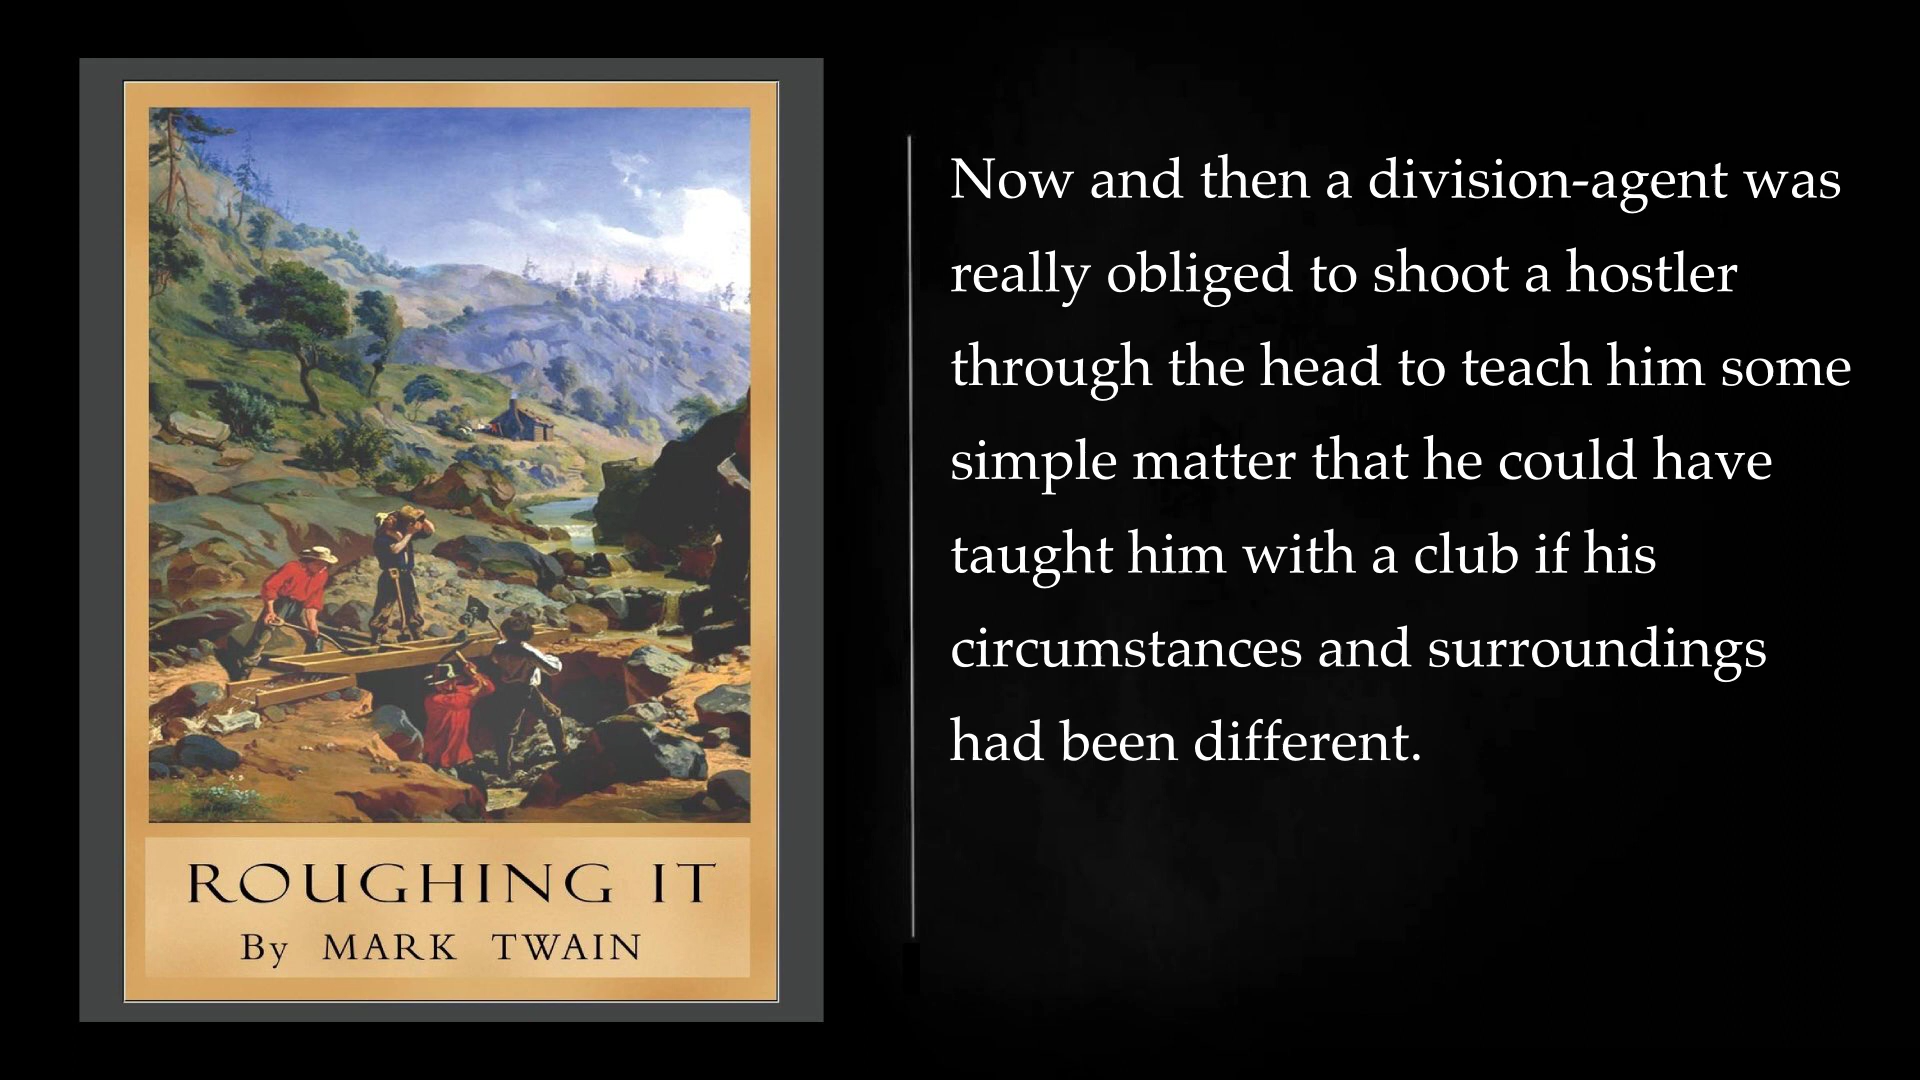 ROUGHING IT
By MARK TWAIN
Now and then a division-agent was
really obliged to shoot a hostler
through the head to teach him some
simple matter that he could have
taught him with a club if his
circumstances and surroundings
had been different.